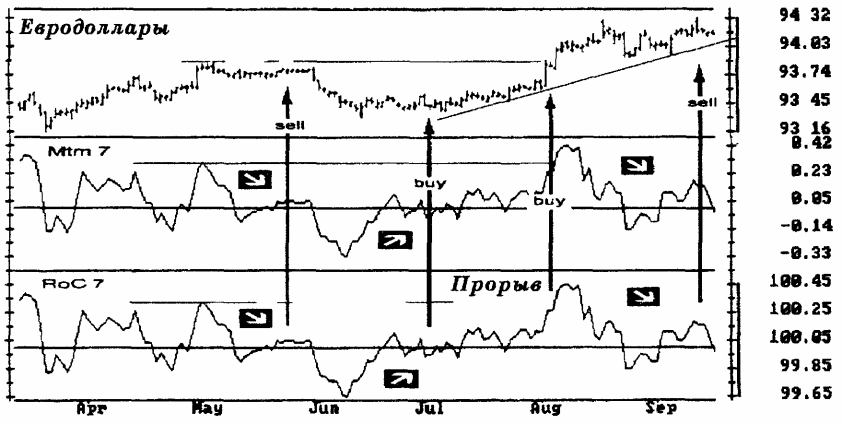 Евродоллары
94 32
94.03
93.74
93 45
93 16
sell
sell
buy
buy
Mtm 7
0.42
0.23
0.05
-0.14
-0.33
RoC 7
Прорыв
100.45
100.25
100.05
99.85
99.65
Apr May Jun Jul Aug Sep